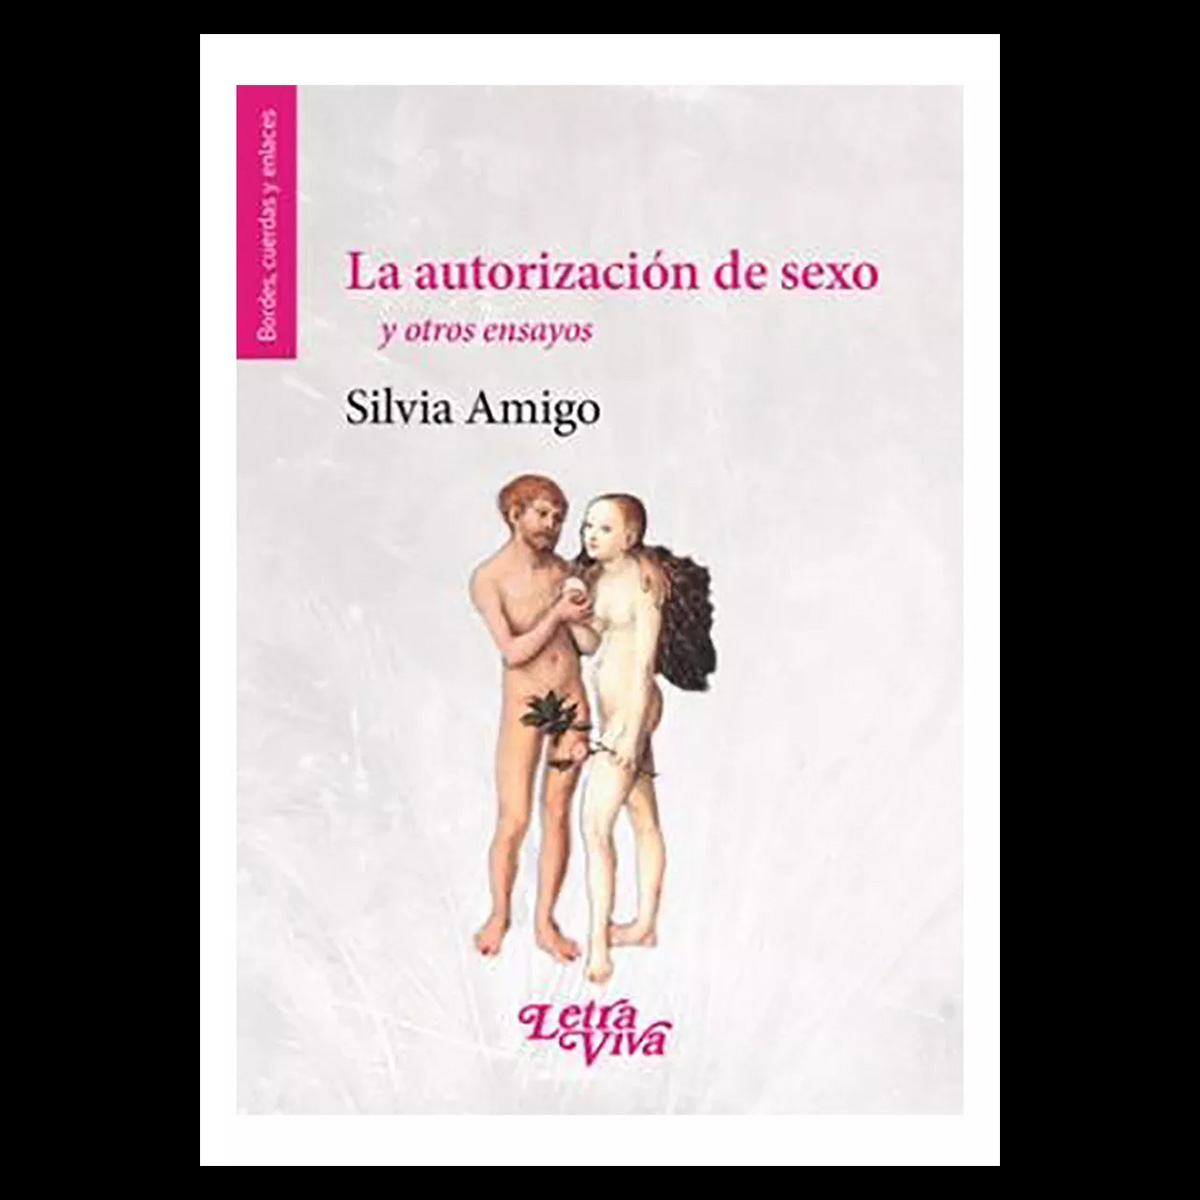 Bordes, cuerdas y enlaces
La autorización de sexo
y otros ensayos
Silvia Amigo
Letra
Viva